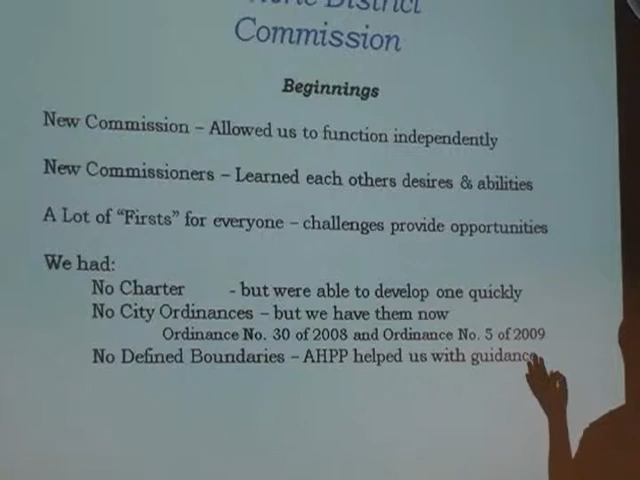 District
Commission
Beginnings
New Commission – Allowed us to function independently
New Commissioners – Learned each others desires & abilities
A Lot of "Firsts" for everyone – challenges provide opportunities
We had:
No Charter - but were able to develop one quickly
No City Ordinances – but we have them now
Ordinance No. 30 of 2008 and Ordinance No. 5 of 2009
No Defined Boundaries – AHPP helped us with guidance